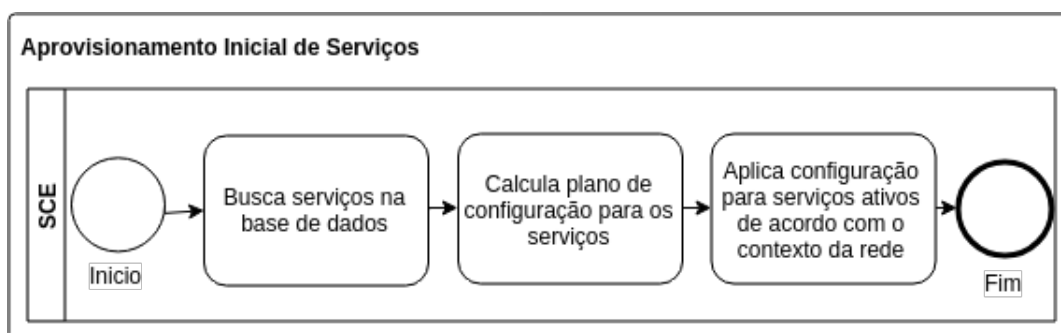 Aprovisionamento Inicial de Serviços
SCE
Inicio
Busca serviços na
base de dados
Calcula plano de
configuração para os
serviços
Aplica configuração
para serviços ativos
de acordo com o
contexto da rede
Fim